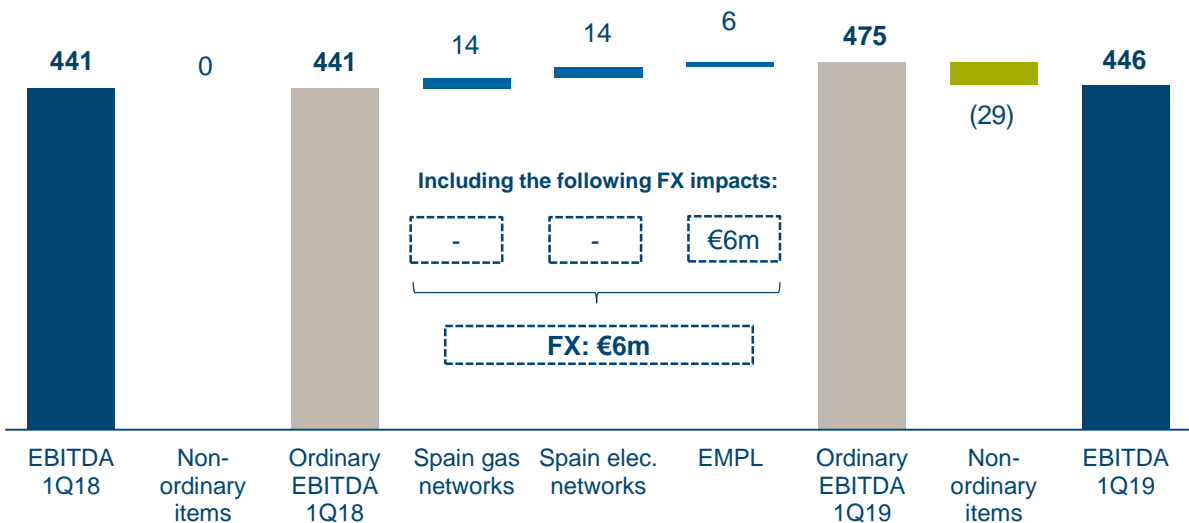 441
0
441
14
14
6
475
(29)
446
Including the following FX impacts:
-
-
€6m
FX: €6m
EBITDA
1Q18
Non-
ordinary
items
Ordinary
EBITDA
1Q18
Spain gas
networks
Spain elec.
networks
EMPL
Ordinary
EBITDA
1Q19
Non-
ordinary
items
EBITDA
1Q19